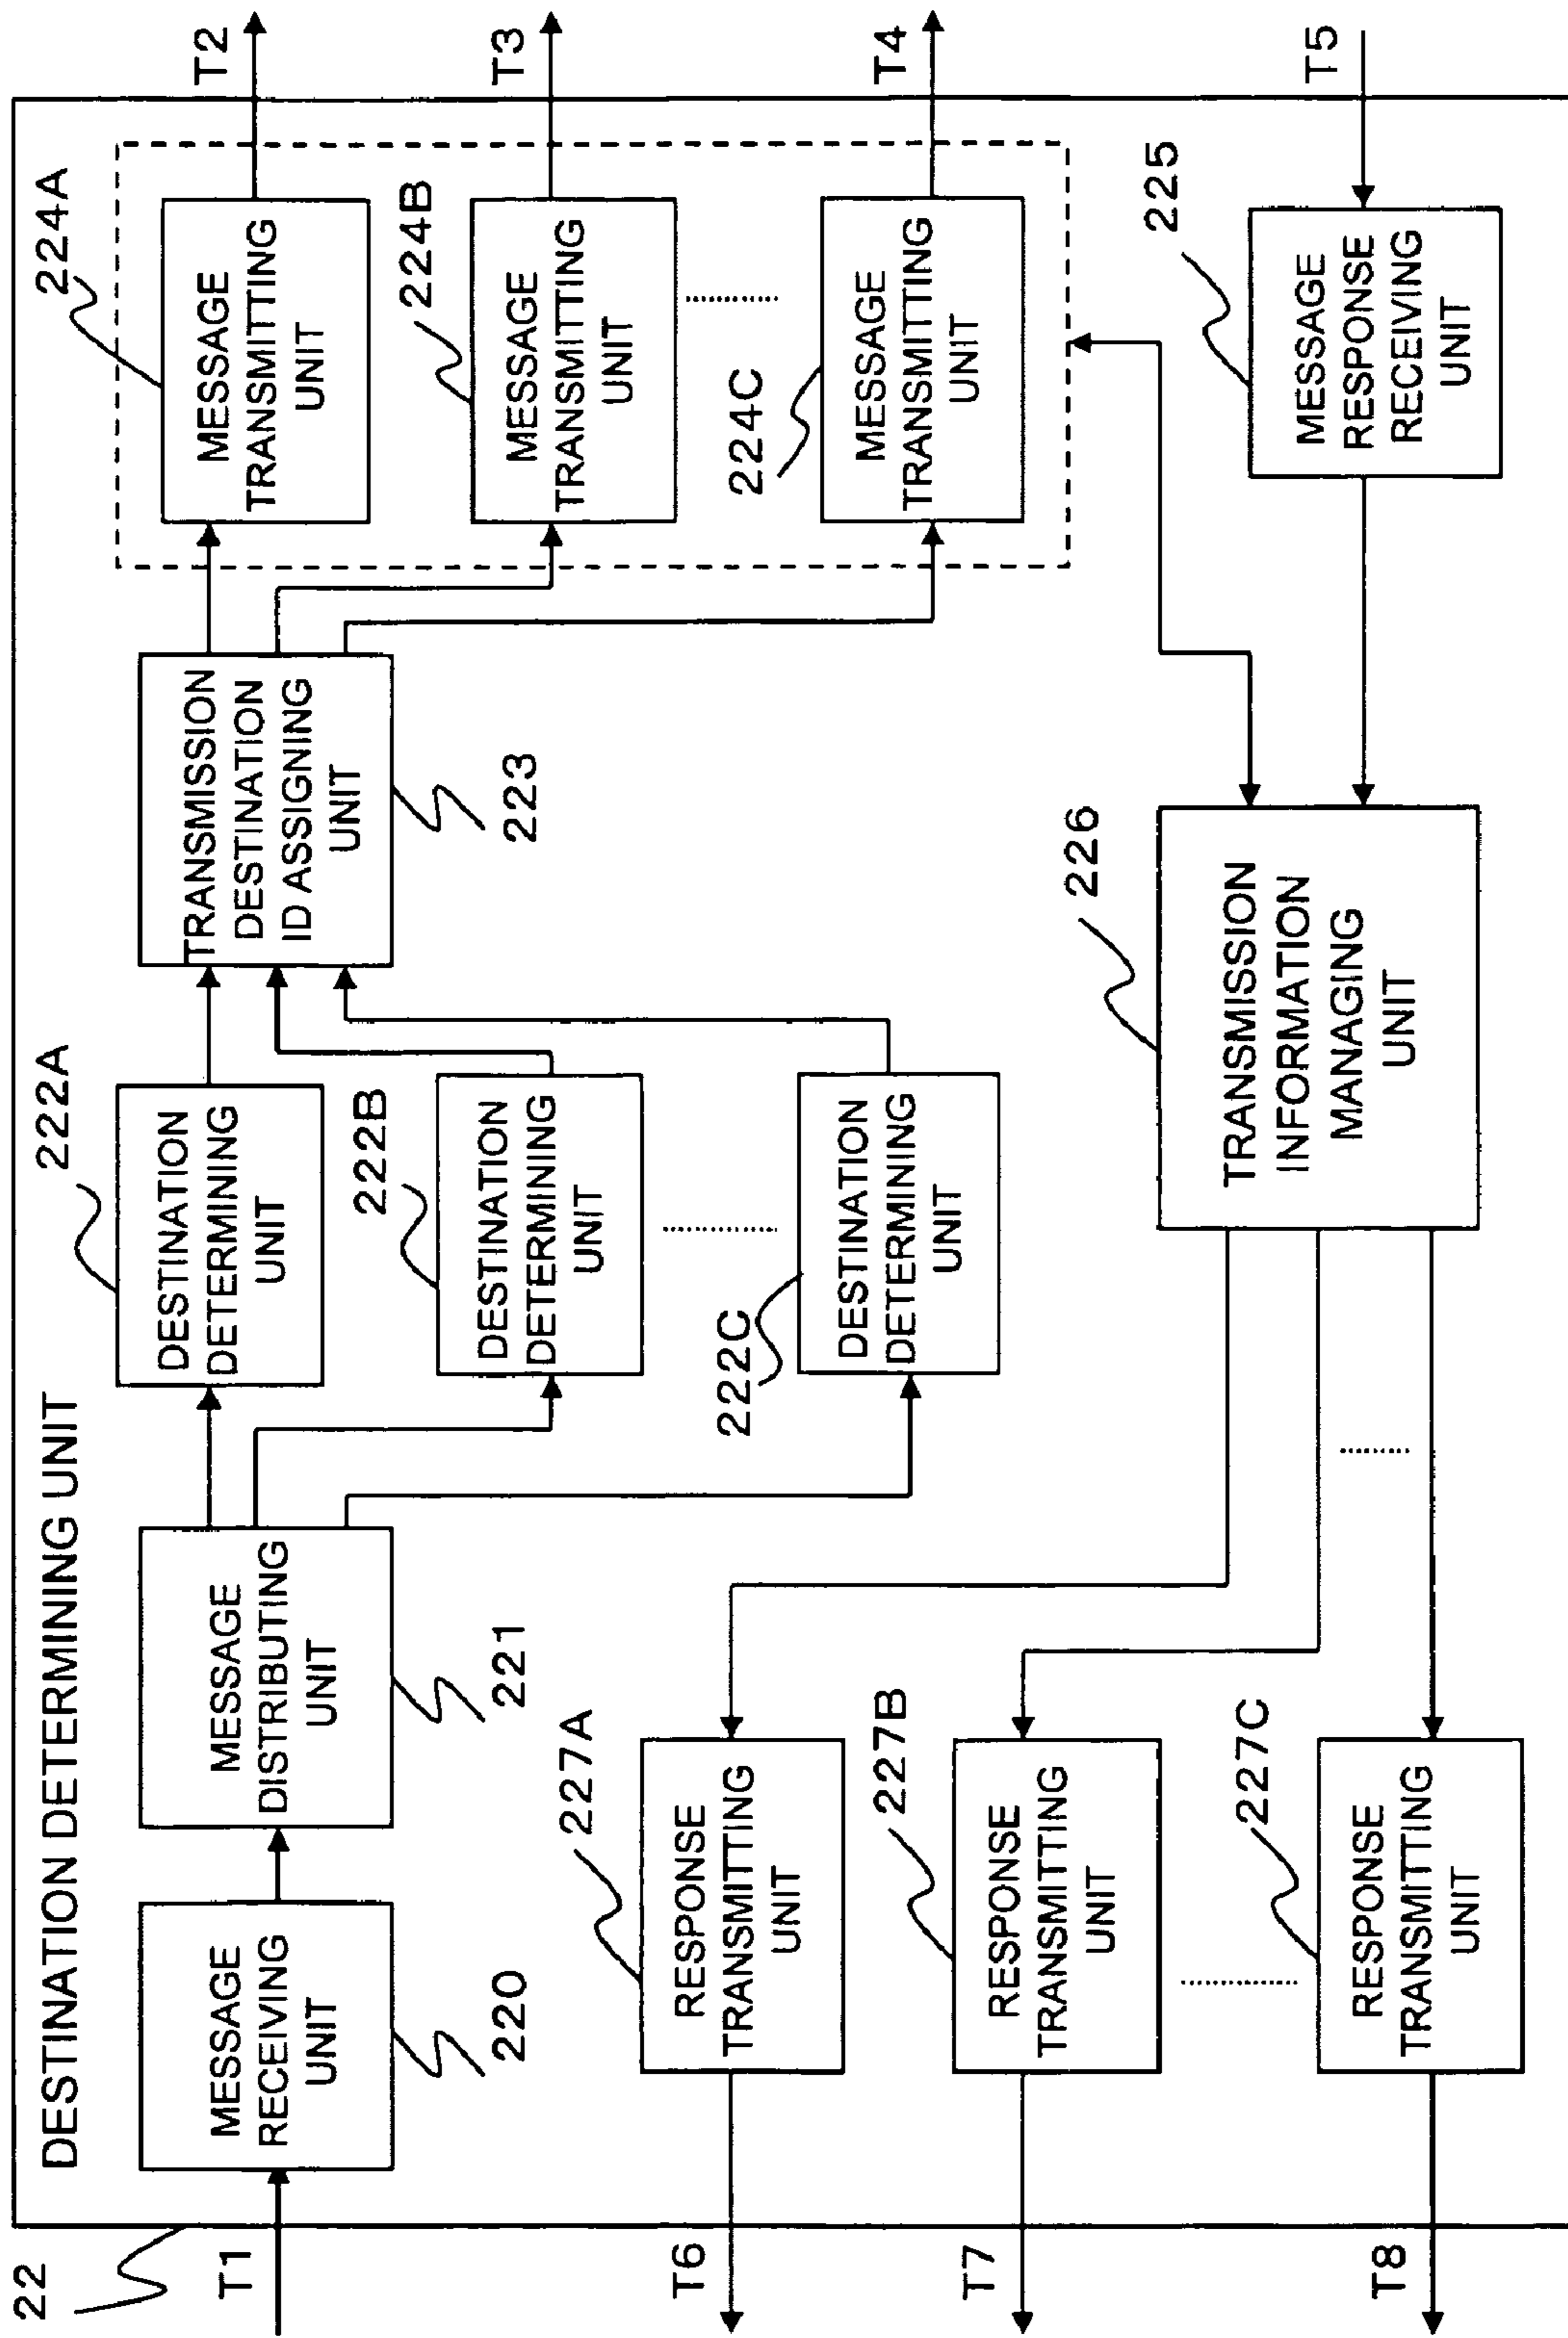 22
DESTINATION DETERMINING UNIT
T1
MESSAGE
RECEIVING
UNIT
220
MESSAGE
DISTRIBUTING
UNIT
221
222A
DESTINATION
DETERMINING
UNIT
222B
DESTINATION
DETERMINING
UNIT
222C
DESTINATION
DETERMINING
UNIT
TRANSMISSION
DESTINATION
ID ASSIGNING
UNIT
223
224A
MESSAGE
TRANSMITTING
UNIT
T2
224B
MESSAGE
TRANSMITTING
UNIT
T3
224C
MESSAGE
TRANSMITTING
UNIT
T4
T5
225
MESSAGE
RESPONSE
RECEIVING
UNIT
226
TRANSMISSION
INFORMATION
MANAGING
UNIT
227A
RESPONSE
TRANSMITTING
UNIT
T6
227B
RESPONSE
TRANSMITTING
UNIT
T7
227C
RESPONSE
TRANSMITTING
UNIT
T8